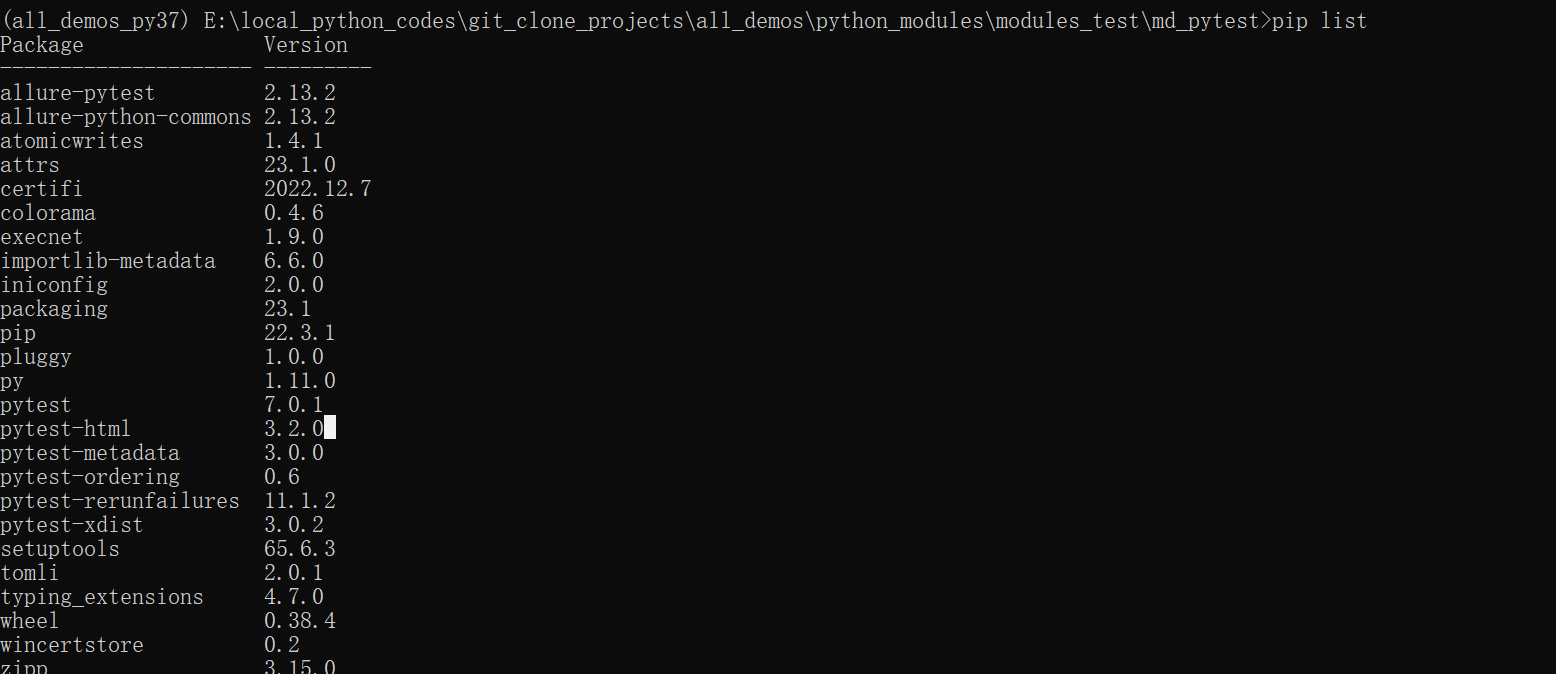 (all_demos_py37) E:\local_python_codes\git_clone_projects\all_demos\python_modules\modules_test\md_pytest>pip list
Package Version
--------------------- ---------
allure-pytest 2.13.2
allure-python-commons 2.13.2
atomicwrites 1.4.1
attrs 23.1.0
certifi 2022.12.7
colorama 0.4.6
execnet 1.9.0
importlib-metadata 6.6.0
iniconfig 2.0.0
packaging 23.1
pip 22.3.1
pluggy 1.0.0
py 1.11.0
pytest 7.0.1
pytest-html 3.2.0
pytest-metadata 3.0.0
pytest-ordering 0.6
pytest-rerunfailures 11.1.2
pytest-xdist 3.0.2
setuptools 65.6.3
tomli 2.0.1
typing_extensions 4.7.0
wheel 0.38.4
wincertstore 0.2
zipp 3.15.0